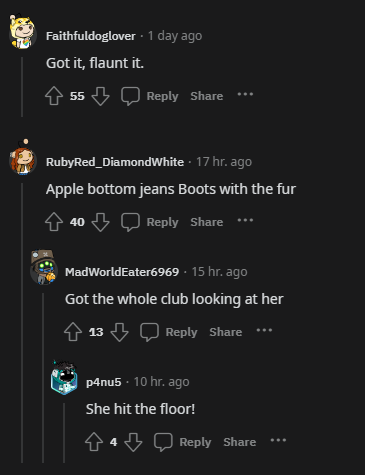 Faithfuldoglover · 1 day ago
Got it, flaunt it.
55 Reply Share ...
RubyRed_DiamondWhite · 17 hr. ago
Apple bottom jeans Boots with the fur
40 Reply Share ...
MadWorldEater6969 · 15 hr. ago
Got the whole club looking at her
13 Reply Share ...
p4nu5 · 10 hr. ago
She hit the floor!
4 Reply Share ...